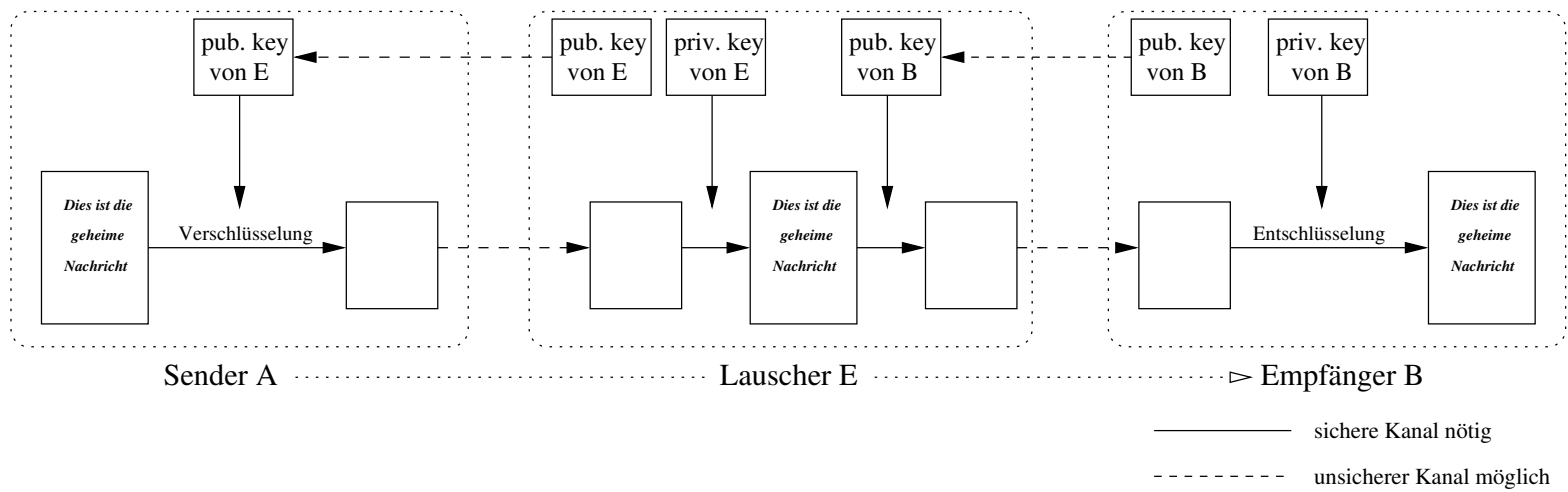 pub. key
von E
pub. key
von E
priv. key
von E
pub. key
von B
pub. key
von B
priv. key
von B
Dies ist die
geheime
Nachricht
Verschlüsselung
Dies ist die
geheime
Nachricht
Entschlüsselung
Dies ist die
geheime
Nachricht
Sender A
Lauscher E
Empfänger B
sichere Kanal nötig
unsicherer Kanal möglich